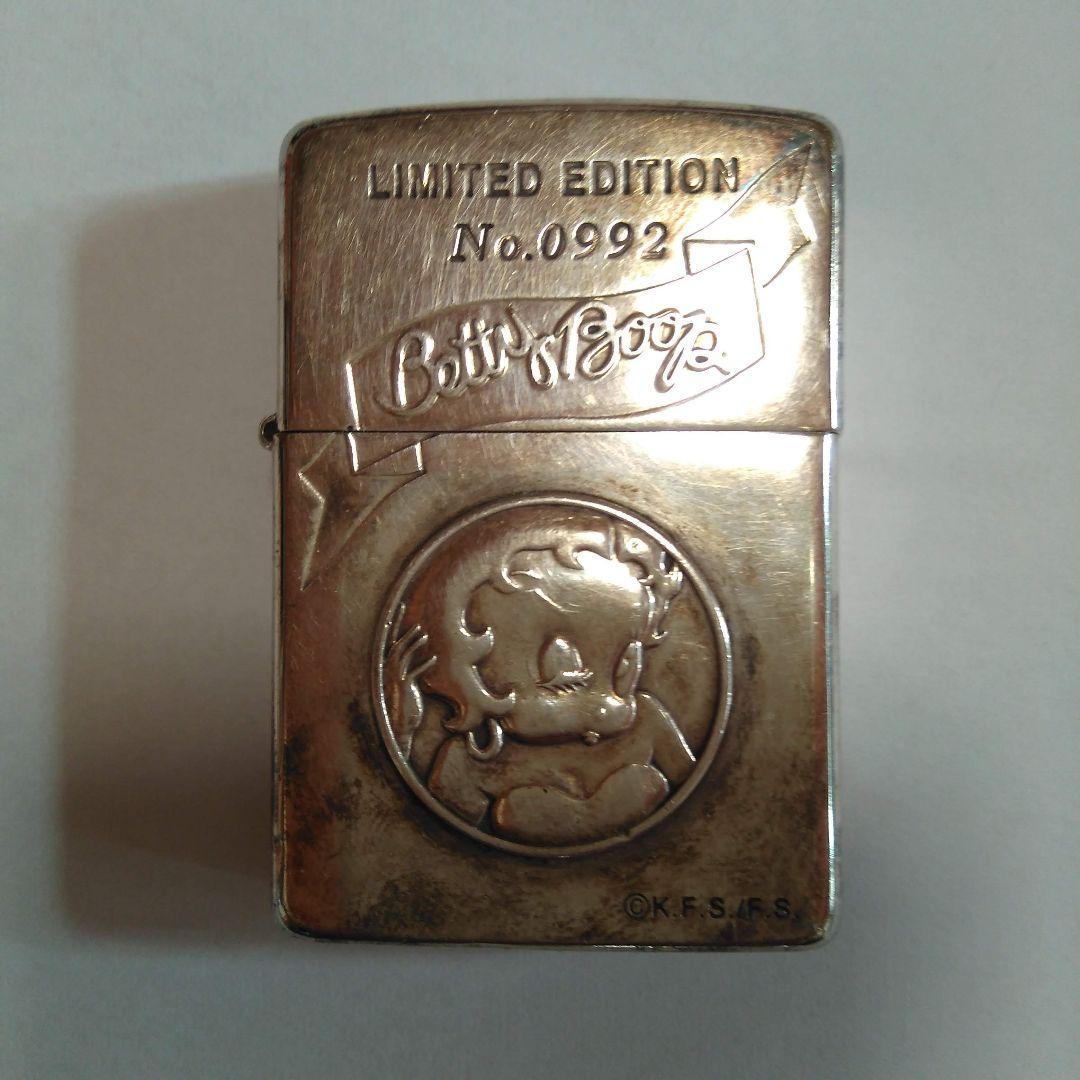 LIMITED EDITION
No.0992
Betty Boop
©K.F.S./F.S.